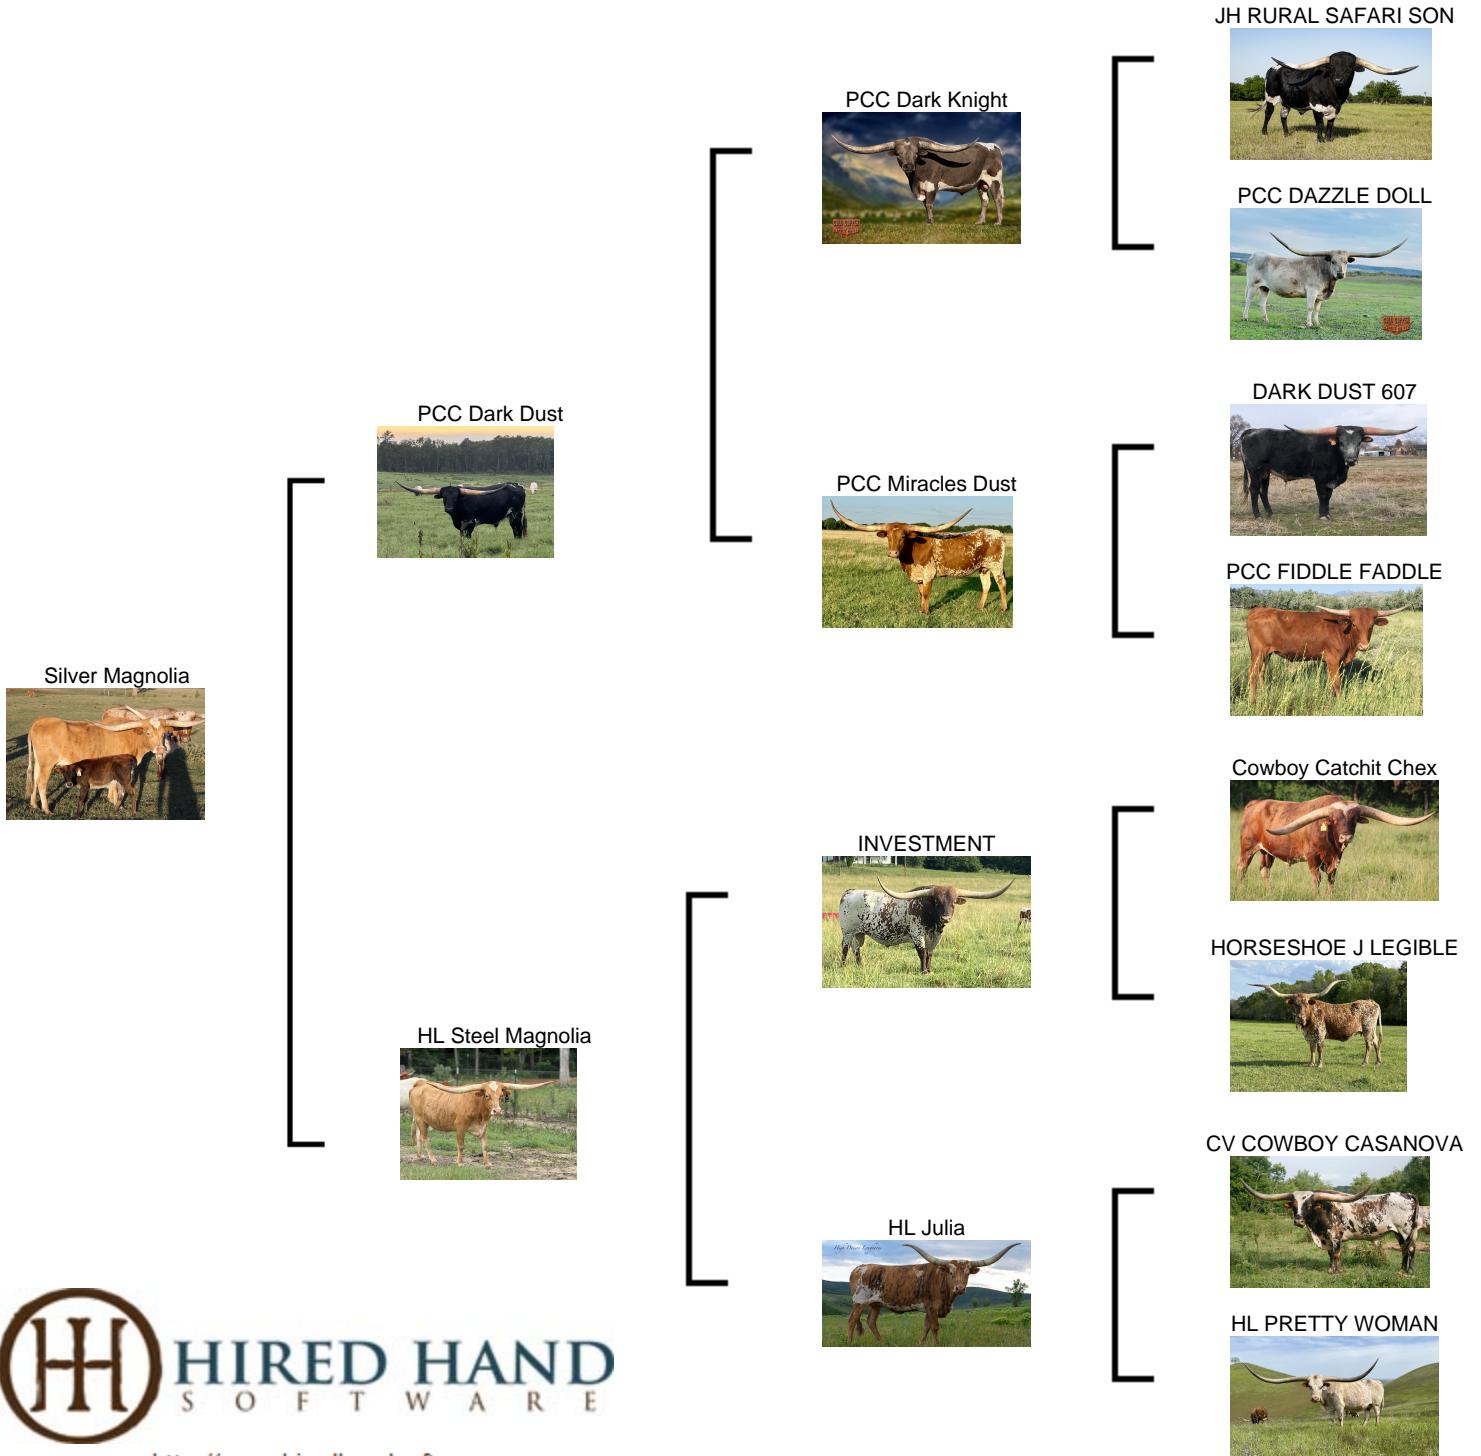 JH RURAL SAFARI SON
PCC Dark Knight
PCC DAZZLE DOLL
DARK DUST 607
PCC Dark Dust
PCC Miracles Dust
PCC FIDDLE FADDLE
Silver Magnolia
Cowboy Catchit Chex
INVESTMENT
HORSESHOE J LEGIBLE
HL Steel Magnolia
CV COWBOY CASANOVA
HL Julia
HL PRETTY WOMAN
HIRED HAND
SOFTWARE